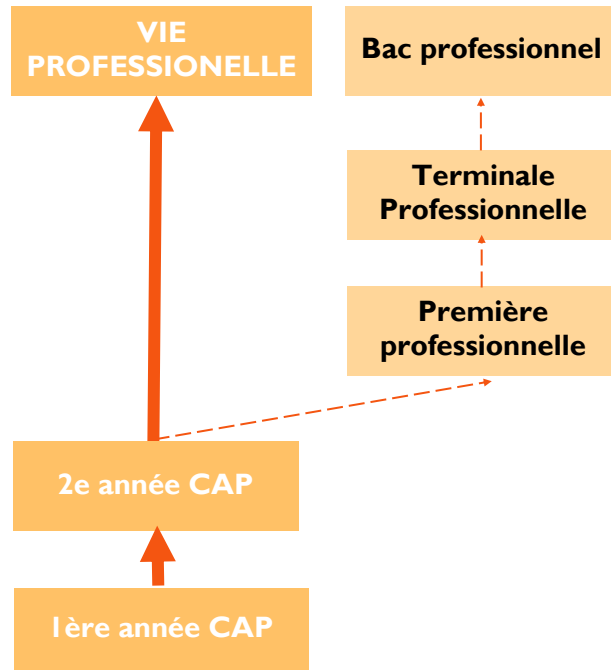 VIE
PROFESSIONELLE
Bac professionnel
Terminale
Professionnelle
Première
professionnelle
2e année CAP
1ère année CAP